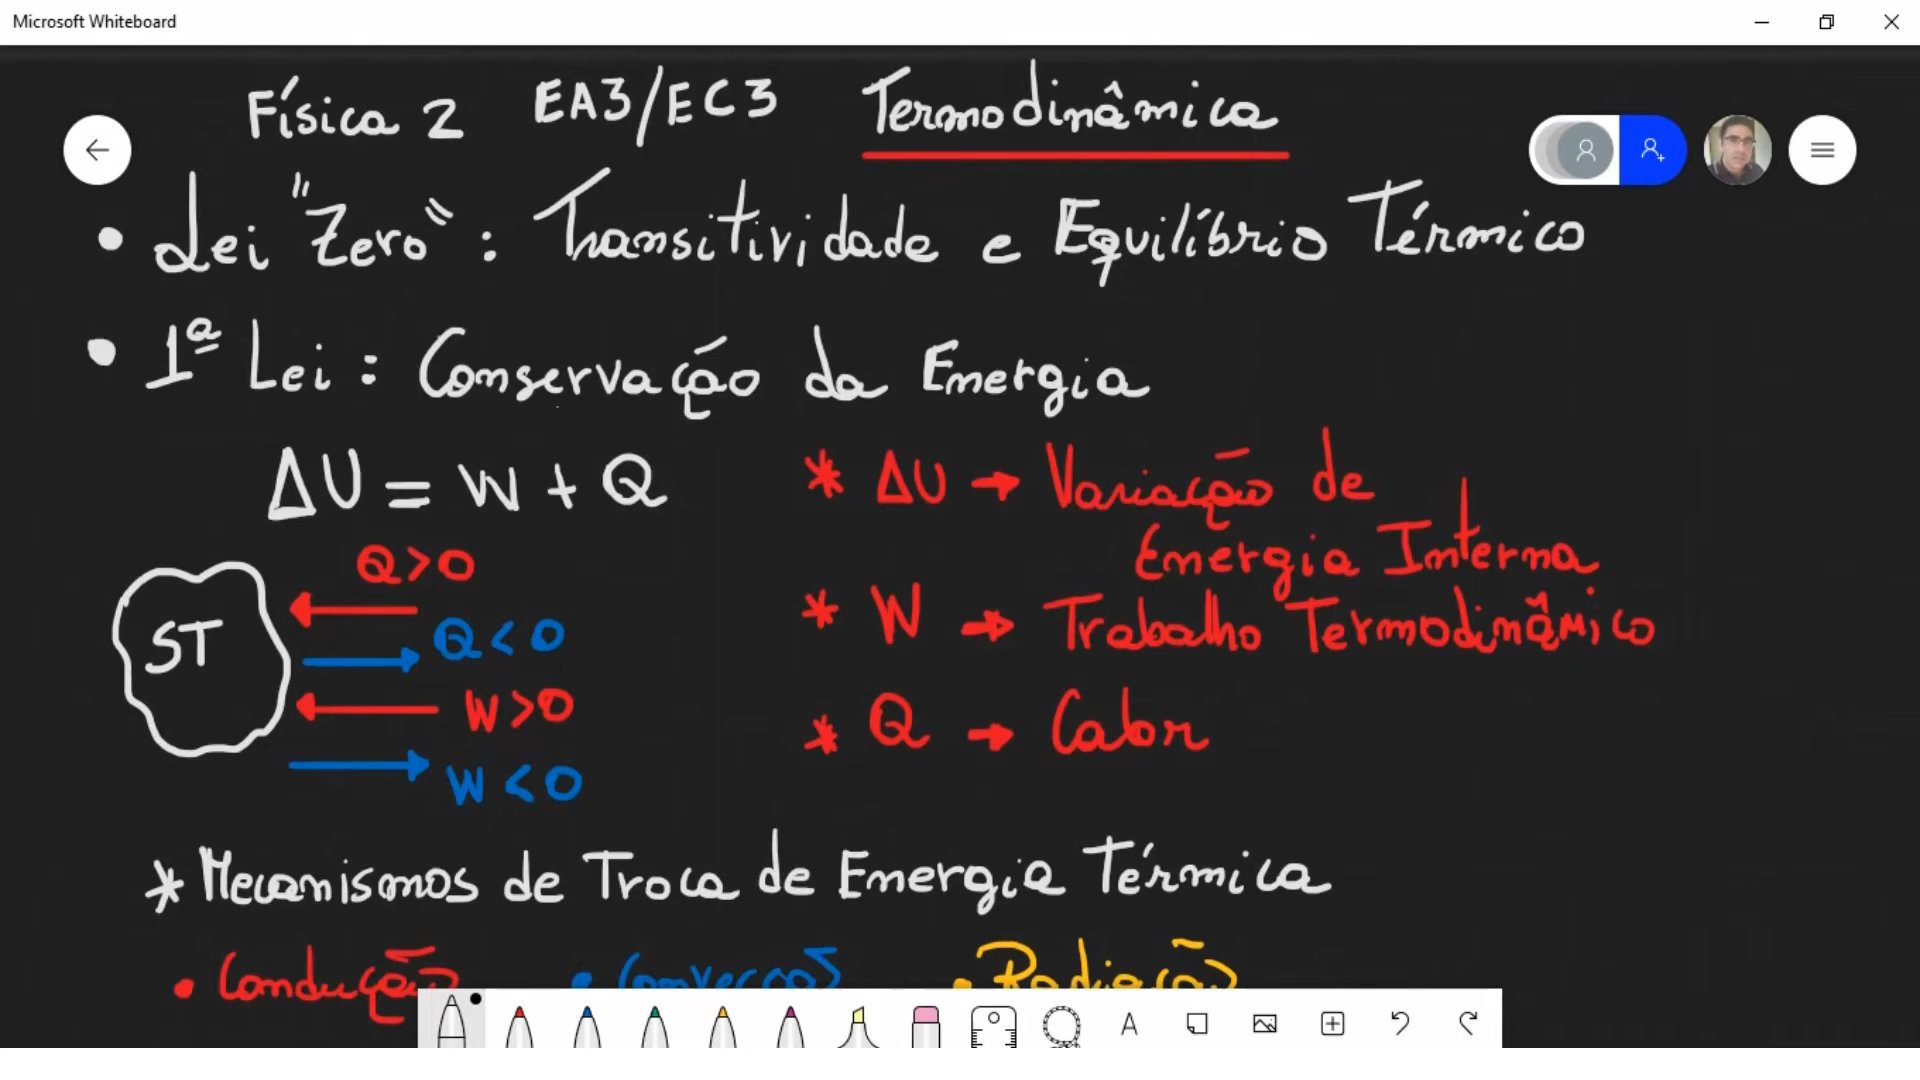 Microsoft Whiteboard
Física 2 EA3/EC3 Termodinâmica
• Lei "Zero": Transitividade e Equilíbrio Térmico
• 1ª Lei: Conservação da Energia
ΔU = W + Q
* ΔU → Variação de
Energia Interna
Q>0
ST
Q<0
* W → Trabalho Termodinâmico
W>0
* Q → Calor
W<0
* Mecanismos de Troca de Energia Térmica
• Condução • Convecção • Radiação